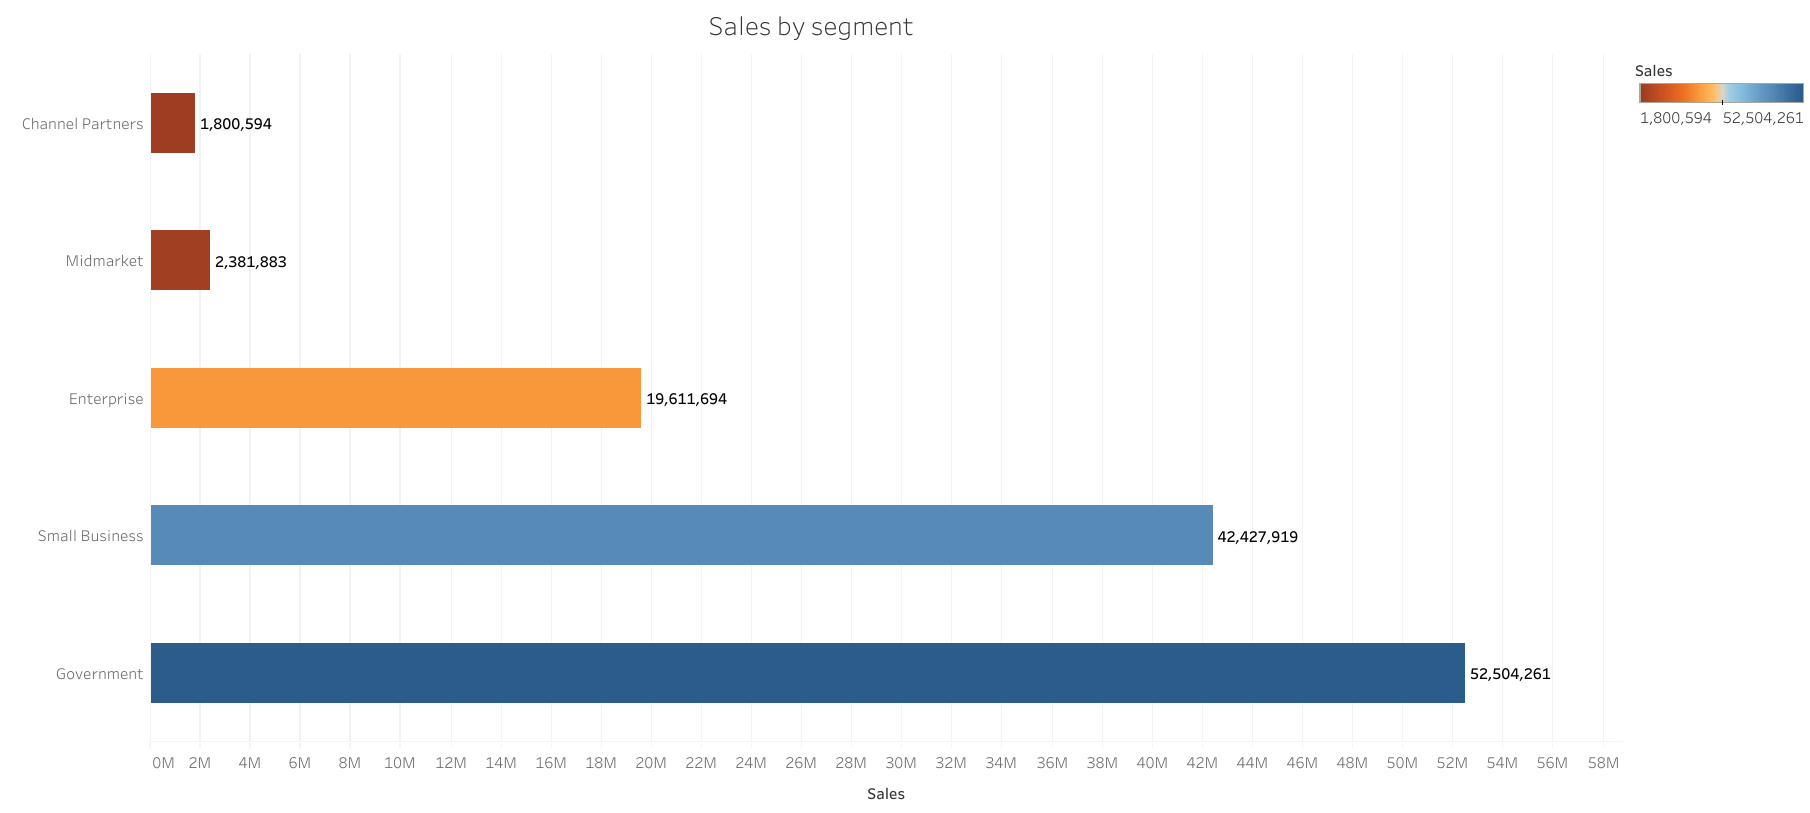 Sales by segment
Sales
1,800,594 52,504,261
Channel Partners 1,800,594
Midmarket 2,381,883
Enterprise 19,611,694
Small Business 42,427,919
Government 52,504,261
0M 2M 4M 6M 8M 10M 12M 14M 16M 18M 20M 22M 24M 26M 28M 30M 32M 34M 36M 38M 40M 42M 44M 46M 48M 50M 52M 54M 56M 58M
Sales